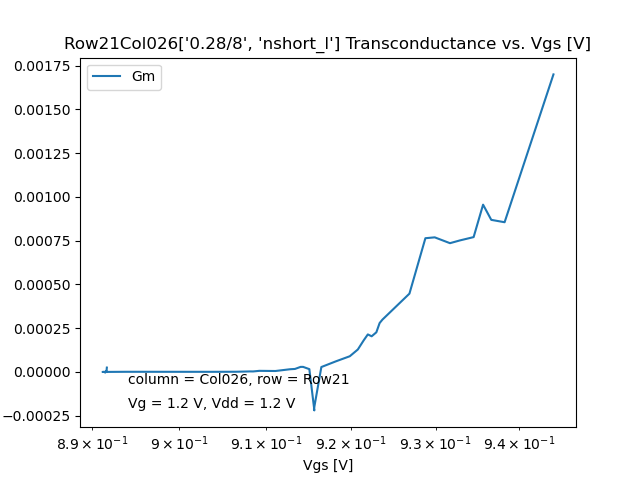 Row21Col026['0.28/8', 'nshort_l'] Transconductance vs. Vgs [V]
Gm
0.00175
0.00150
0.00125
0.00100
0.00075
0.00050
0.00025
0.00000
−0.00025
column = Col026, row = Row21
Vg = 1.2 V, Vdd = 1.2 V
8.9 × 10⁻¹ 9 × 10⁻¹ 9.1 × 10⁻¹ 9.2 × 10⁻¹ 9.3 × 10⁻¹ 9.4 × 10⁻¹
Vgs [V]